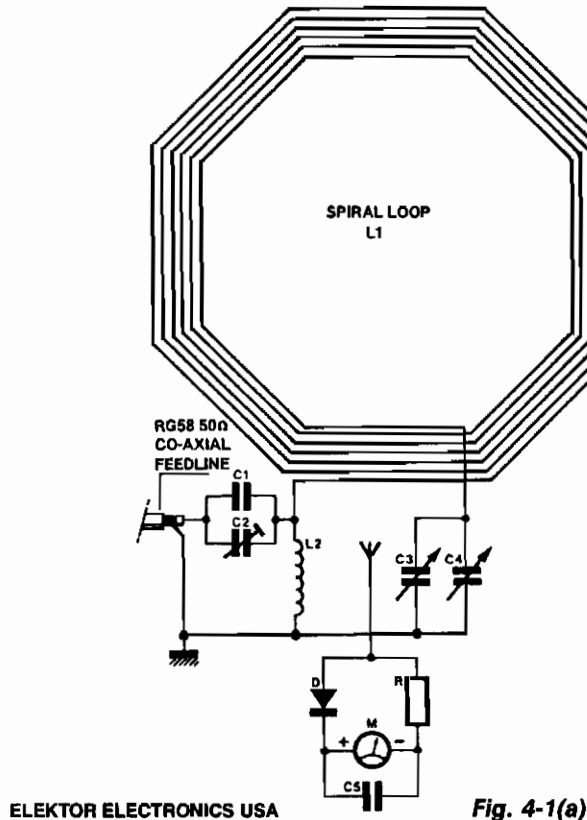 SPIRAL LOOP
L1
RG58 50Ω
CO-AXIAL
FEEDLINE
C1
C2
L2
C3
C4
D
R
M
+
−
C5
ELEKTOR ELECTRONICS USA
Fig. 4-1(a)